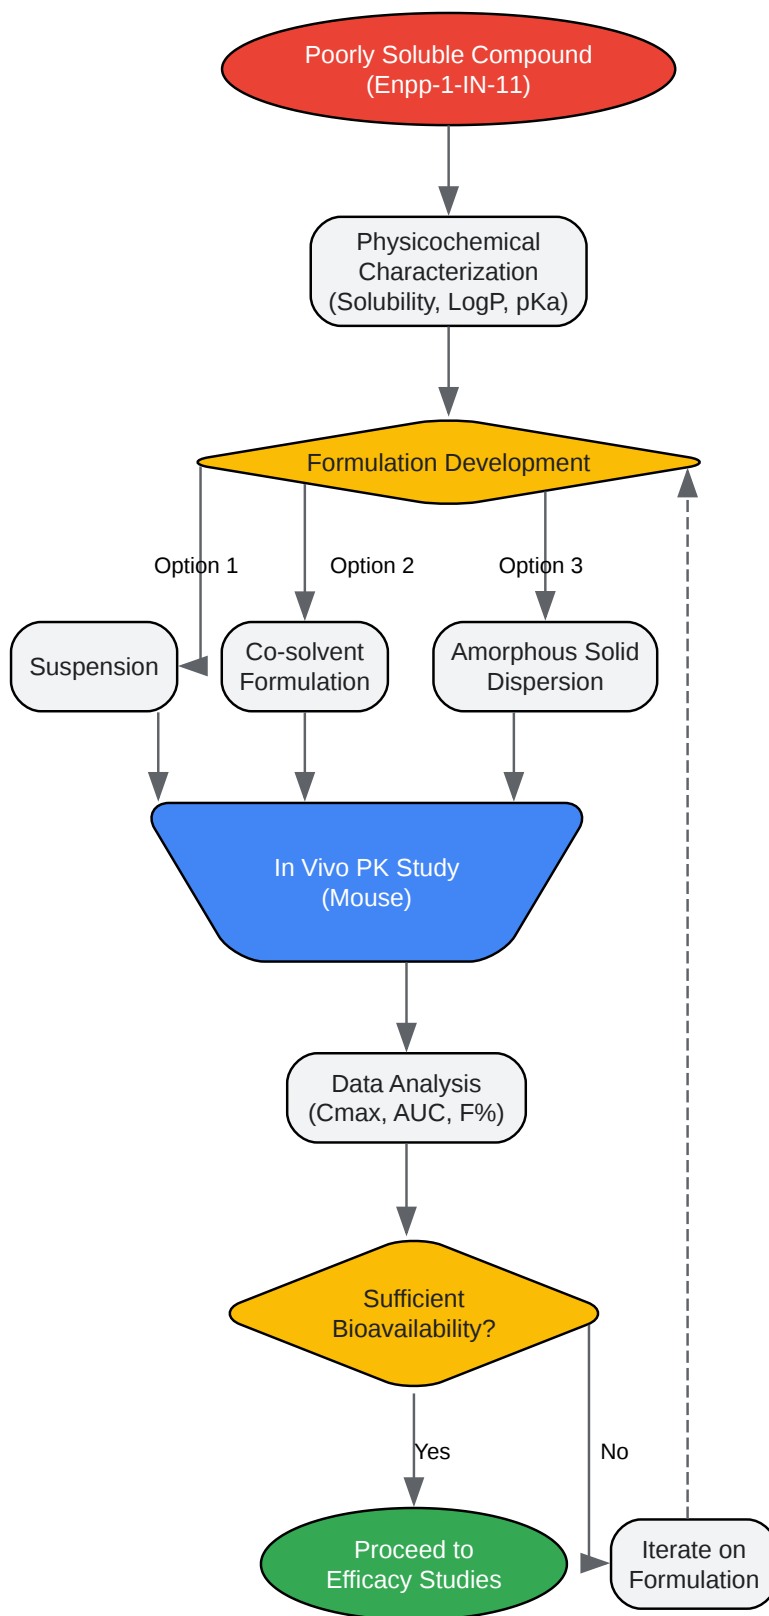 Poorly Soluble Compound
(Enpp-1-IN-11)
Physicochemical
Characterization
(Solubility, LogP, pKa)
Formulation Development
Option 1
Option 2
Option 3
Suspension
Co-solvent
Formulation
Amorphous Solid
Dispersion
In Vivo PK Study
(Mouse)
Data Analysis
(Cmax, AUC, F%)
Sufficient
Bioavailability?
Yes
No
Proceed to
Efficacy Studies
Iterate on
Formulation